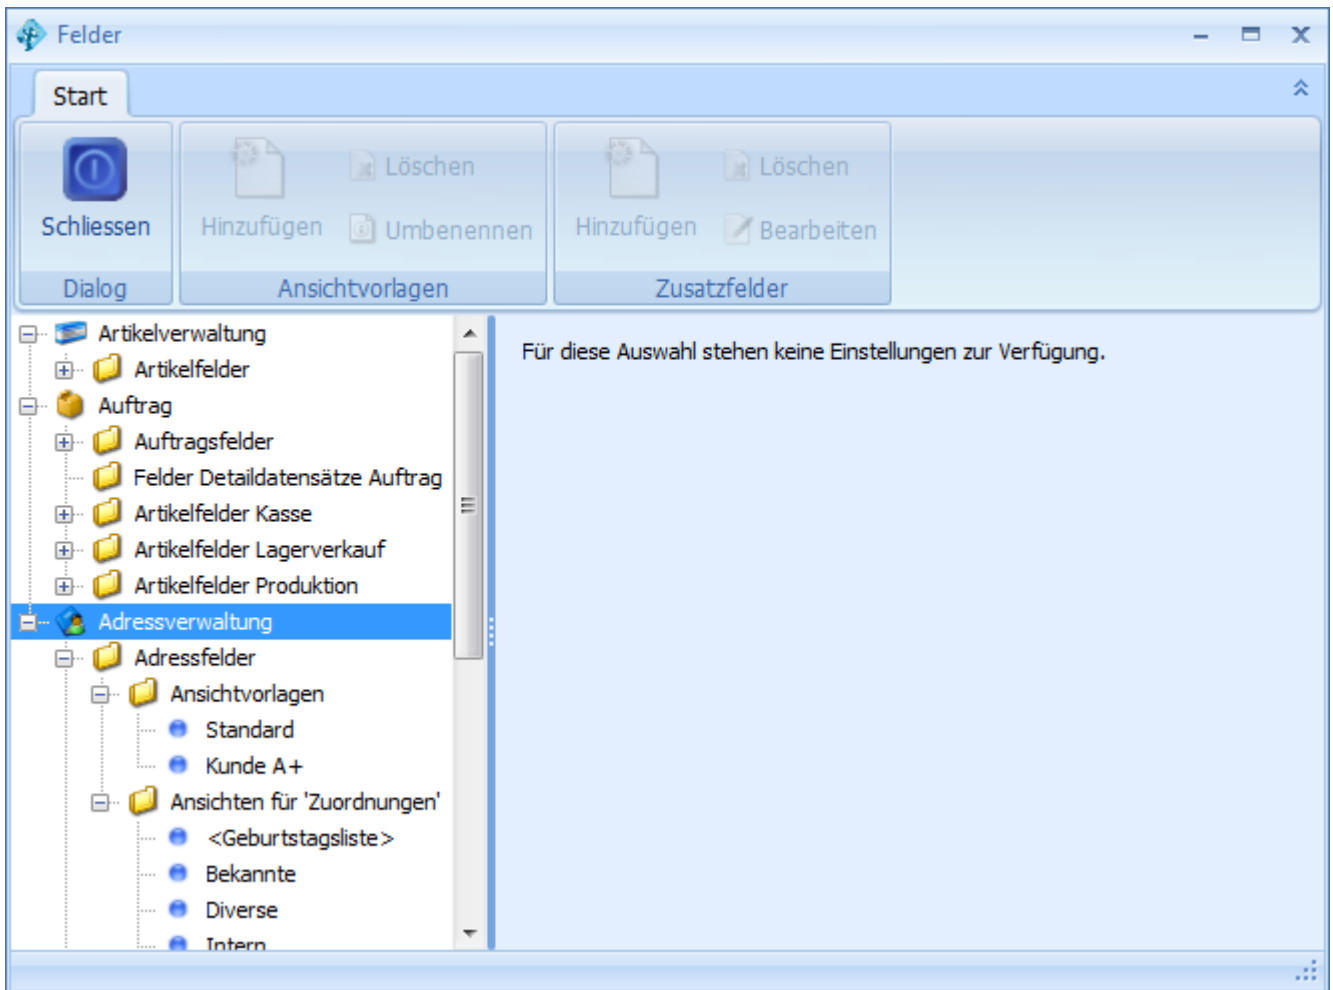 Felder
Start
Löschen
Löschen
Schliessen
Hinzufügen
Umbenennen
Hinzufügen
Bearbeiten
Dialog
Ansichtvorlagen
Zusatzfelder
Artikelverwaltung
Artikelfelder
Auftrag
Auftragsfelder
Felder Detaildatensätze Auftrag
Artikelfelder Kasse
Artikelfelder Lagerverkauf
Artikelfelder Produktion
Adressverwaltung
Adressfelder
Ansichtvorlagen
Standard
Kunde A+
Ansichten für 'Zuordnungen'
<Geburtstagsliste>
Bekannte
Diverse
Intern
Für diese Auswahl stehen keine Einstellungen zur Verfügung.